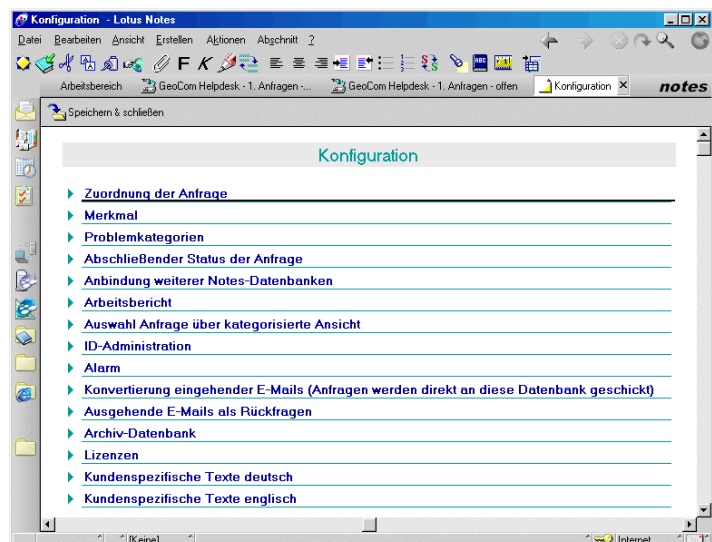 Konfiguration - Lotus Notes
Datei Bearbeiten Ansicht Erstellen Aktionen Abschnitt ?
F K
Arbeitsbereich GeoCom Helpdesk - 1. Anfragen -... GeoCom Helpdesk - 1. Anfragen - offen Konfiguration notes
Speichern & schließen
Konfiguration
Zuordnung der Anfrage
Merkmal
Problemkategorien
Abschließender Status der Anfrage
Anbindung weiterer Notes-Datenbanken
Arbeitsbericht
Auswahl Anfrage über kategorisierte Ansicht
ID-Administration
Alarm
Konvertierung eingehender E-Mails (Anfragen werden direkt an diese Datenbank geschickt)
Ausgehende E-Mails als Rückfragen
Archiv-Datenbank
Lizenzen
Kundenspezifische Texte deutsch
Kundenspezifische Texte englisch
[Keine] Internet